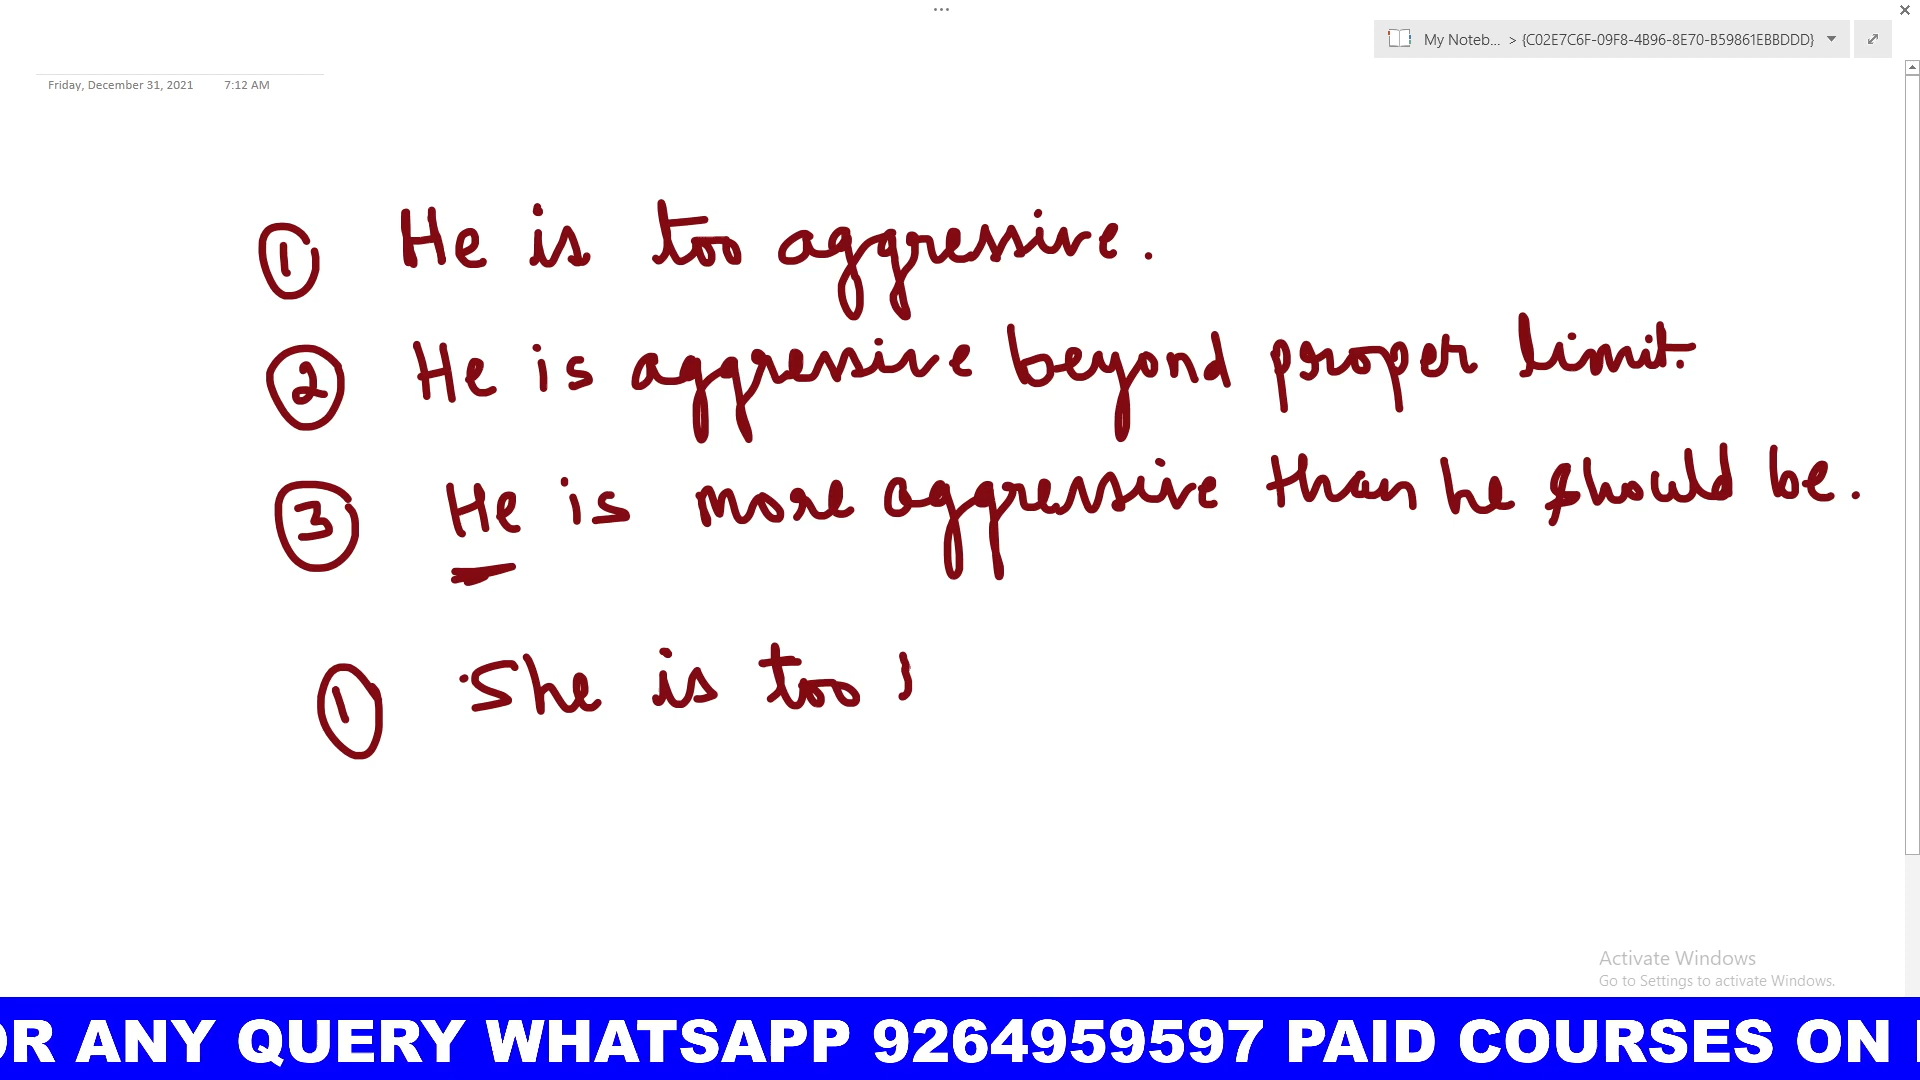 ...
My Noteb... > {C02E7C6F-09F8-4B96-8E70-B59861EBBDDD}
Friday, December 31, 2021 7:12 AM
① He is too aggressive.
② He is aggressive beyond proper limit.
③ He is more aggressive than he should be.
① She is too
Activate Windows
Go to Settings to activate Windows.
OR ANY QUERY WHATSAPP 9264959597 PAID COURSES ON